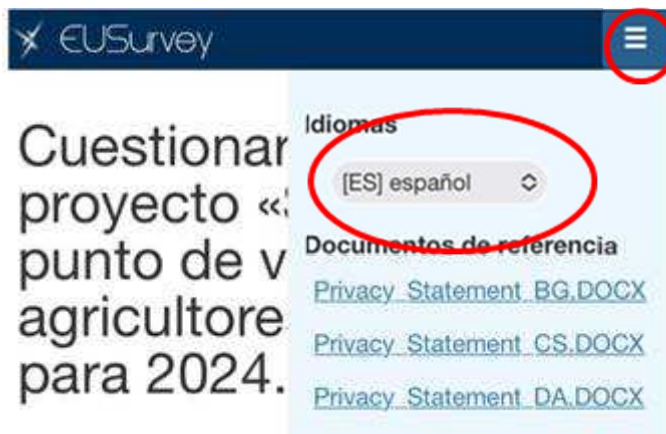 EUSurvey
Cuestionar
proyecto «
punto de v
agricultore
para 2024.
Idiomas
[ES] español
Documentos de referencia
Privacy_Statement_BG.DOCX
Privacy_Statement_CS.DOCX
Privacy_Statement_DA.DOCX